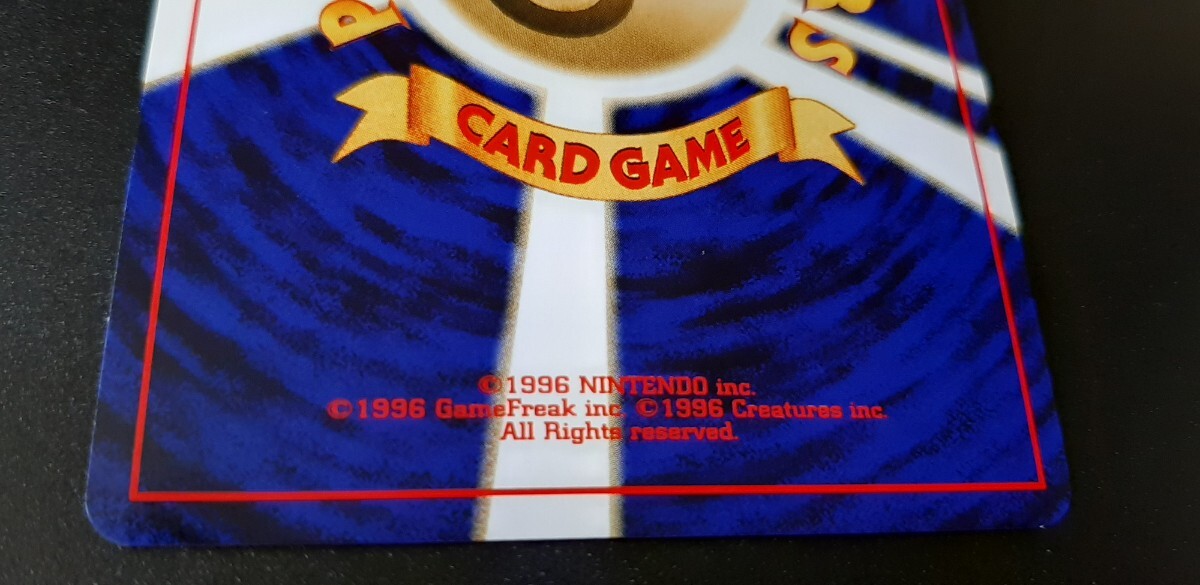 P
S
CARD GAME
©1996 NINTENDO inc.
©1996 GameFreak inc. ©1996 Creatures inc.
All Rights reserved.